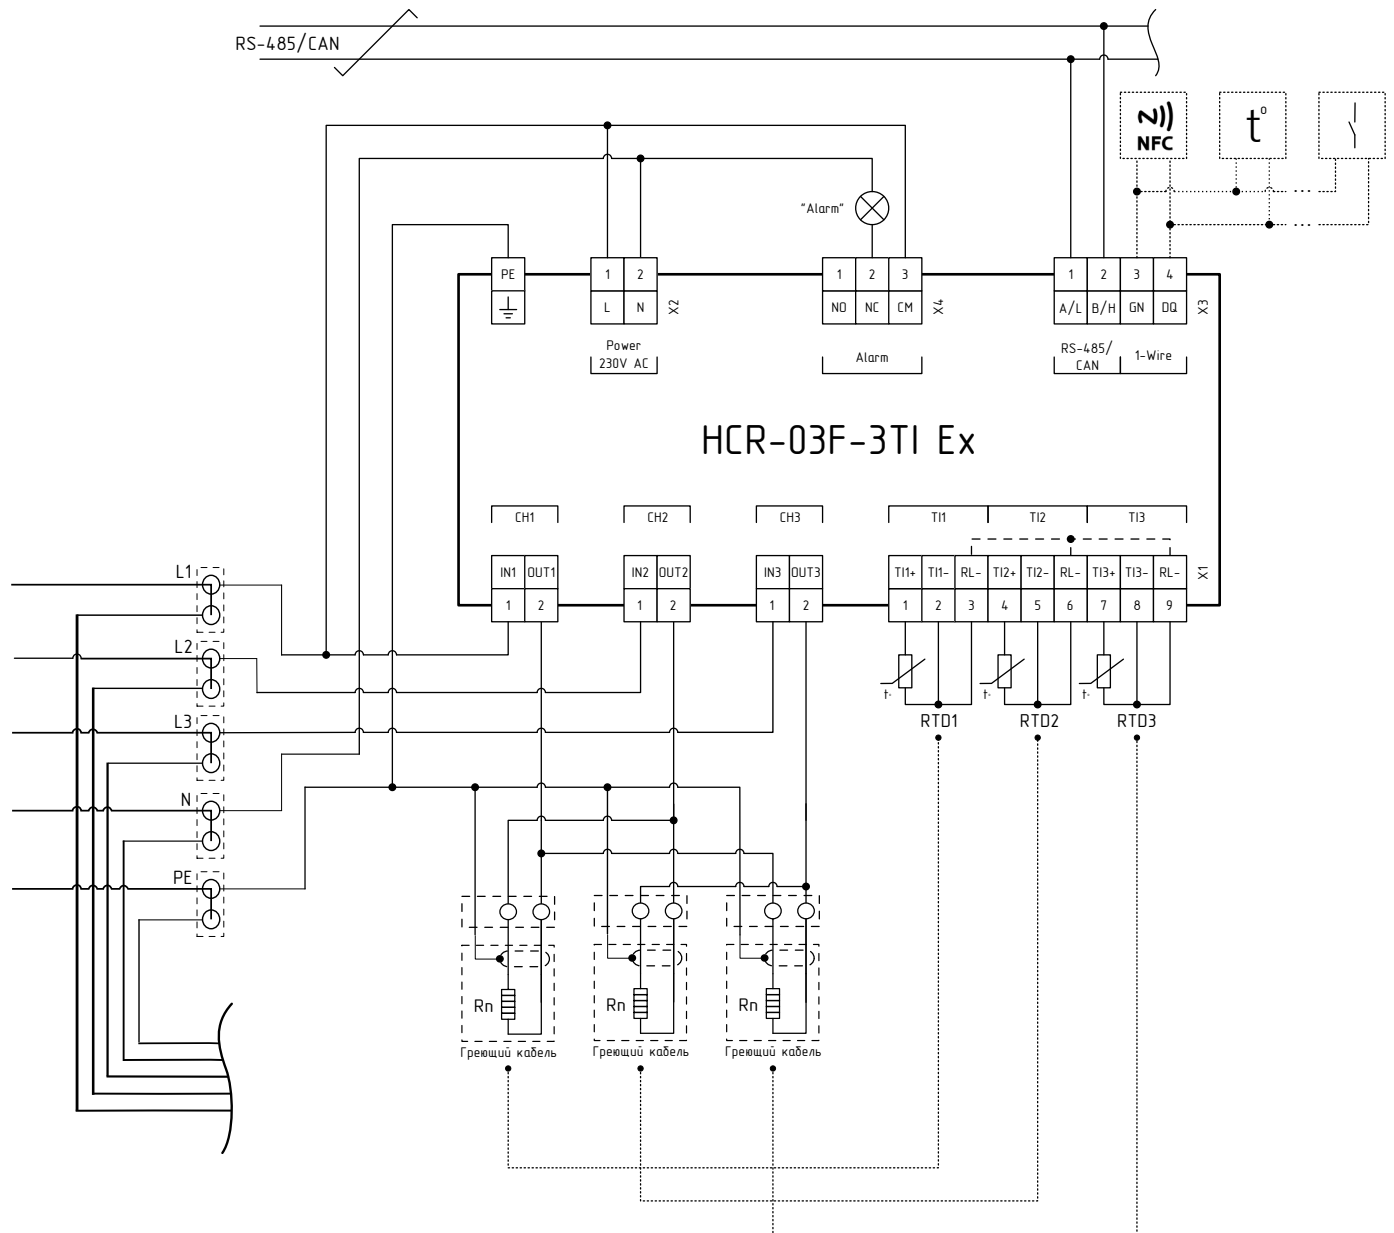 RS-485/CAN
NFC
t°
"Alarm"
PE
1 2
L N
X2
1 2 3
NO NC CM
X4
1 2 3 4
A/L B/H GN DQ
X3
Power
230V AC
Alarm
RS-485/
CAN
1-Wire
HCR-03F-3TI Ex
CH1 CH2 CH3 TI1 TI2 TI3
IN1 OUT1 IN2 OUT2 IN3 OUT3 TI1+ TI1- RL- TI2+ TI2- RL- TI3+ TI3- RL-
X1
1 2 1 2 1 2 1 2 3 4 5 6 7 8 9
L1
L2
L3
N
PE
t· t· t·
RTD1 RTD2 RTD3
Rn Rn Rn
Греющий кабель Греющий кабель Греющий кабель